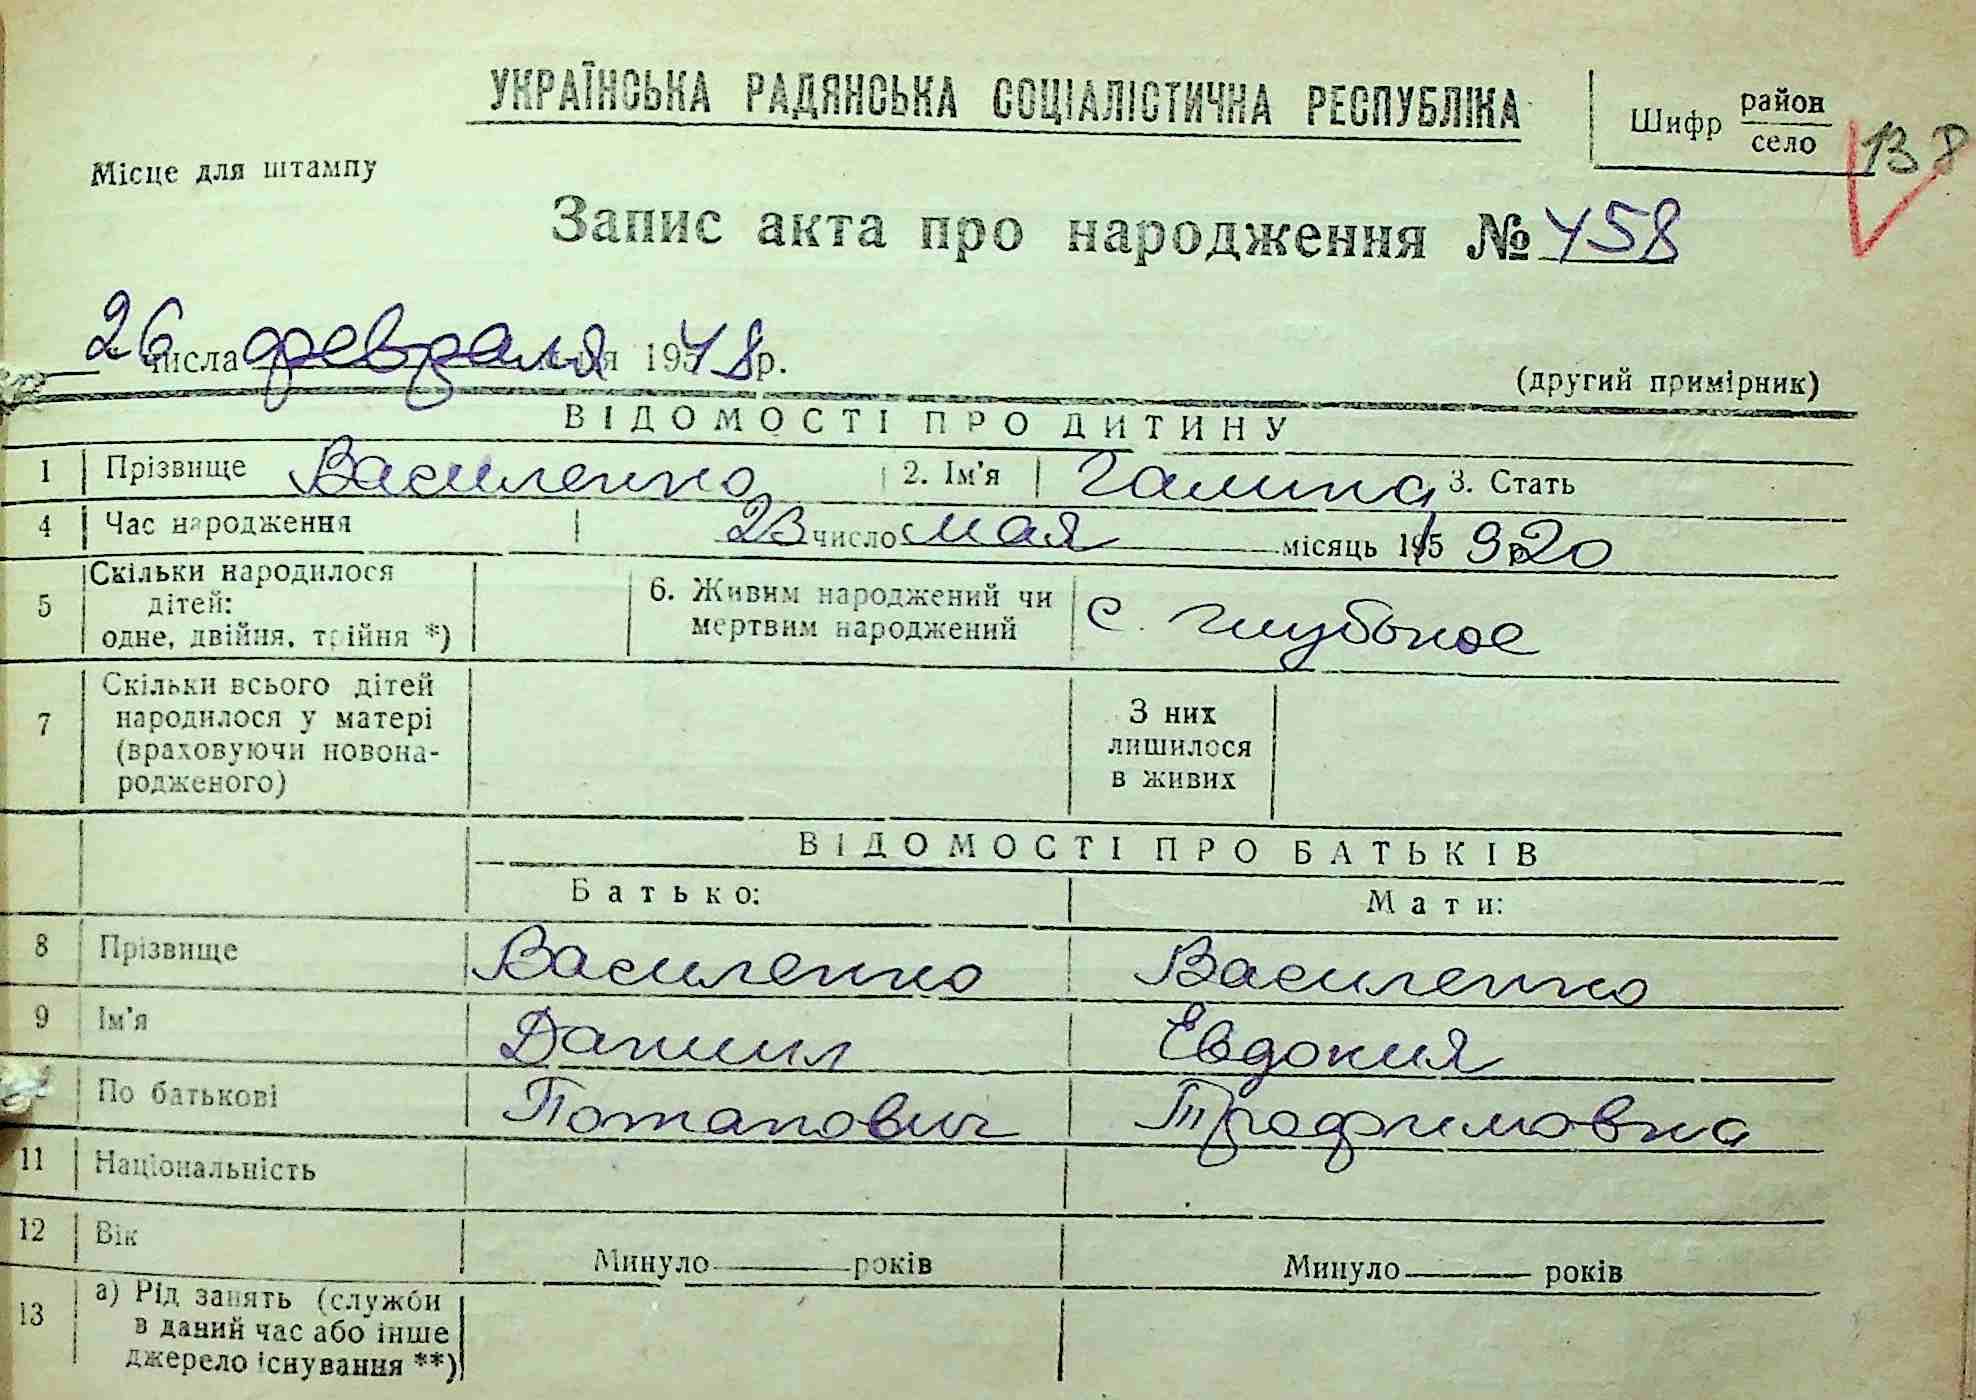 УКРАЇНСЬКА РАДЯНСЬКА СОЦІАЛІСТИЧНА РЕСПУБЛІКА
Шифр район
село
138
Місце для штампу
Запис акта про народження № 458
26 числа февраля 1948 р.
(другий примірник)
ВІДОМОСТІ ПРО ДИТИНУ
1 Прізвище Василенко 2. Ім'я Галина 3. Стать
4 Час народження 23 число мая місяць 1920
5 Скільки народилося
дітей:
одне, двійня, трійня *)
6. Живим народжений чи
мертвим народжений
с. Глубокое
7 Скільки всього дітей
народилося у матері
(враховуючи новона-
родженого)
З них
лишилося
в живих
ВІДОМОСТІ ПРО БАТЬКІВ
Батько: Мати:
8 Прізвище Василенко Василенко
9 Ім'я Даниил Евдокия
По батькові Потапович Трофимовна
11 Національність
12 Вік Минуло років Минуло років
13 а) Рід занять (служби
в даний час або інше
джерело існування **)